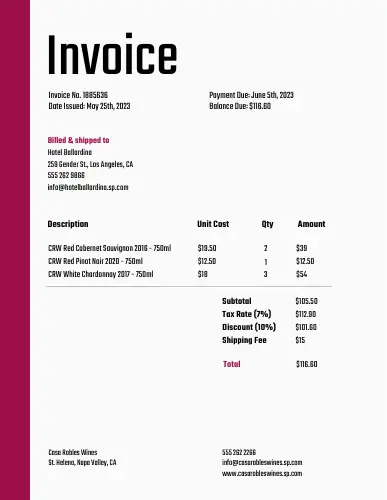 Invoice
Invoice No. 1885636 Payment Due: June 5th, 2023
Date Issued: May 25th, 2023 Balance Due: $116.60
Billed & shipped to
Hotel Ballardina
259 Gender St., Los Angeles, CA
555 262 9866
info@hotelballardina.sp.com
Description Unit Cost Qty Amount
CRW Red Cabernet Sauvignon 2016 - 750ml $19.50 2 $39
CRW Red Pinot Noir 2020 - 750ml $12.50 1 $12.50
CRW White Chardonnay 2017 - 750ml $18 3 $54
Subtotal $105.50
Tax Rate (7%) $112.90
Discount (10%) $101.60
Shipping Fee $15
Total $116.60
Casa Robles Wines 555 262 2266
St. Helena, Napa Valley, CA info@casarobleswines.sp.com
www.casarobleswines.sp.com